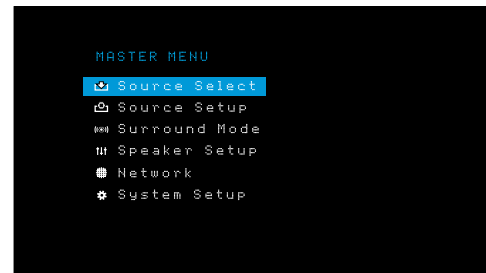 MASTER MENU
Source Select
Source Setup
Surround Mode
Speaker Setup
Network
System Setup